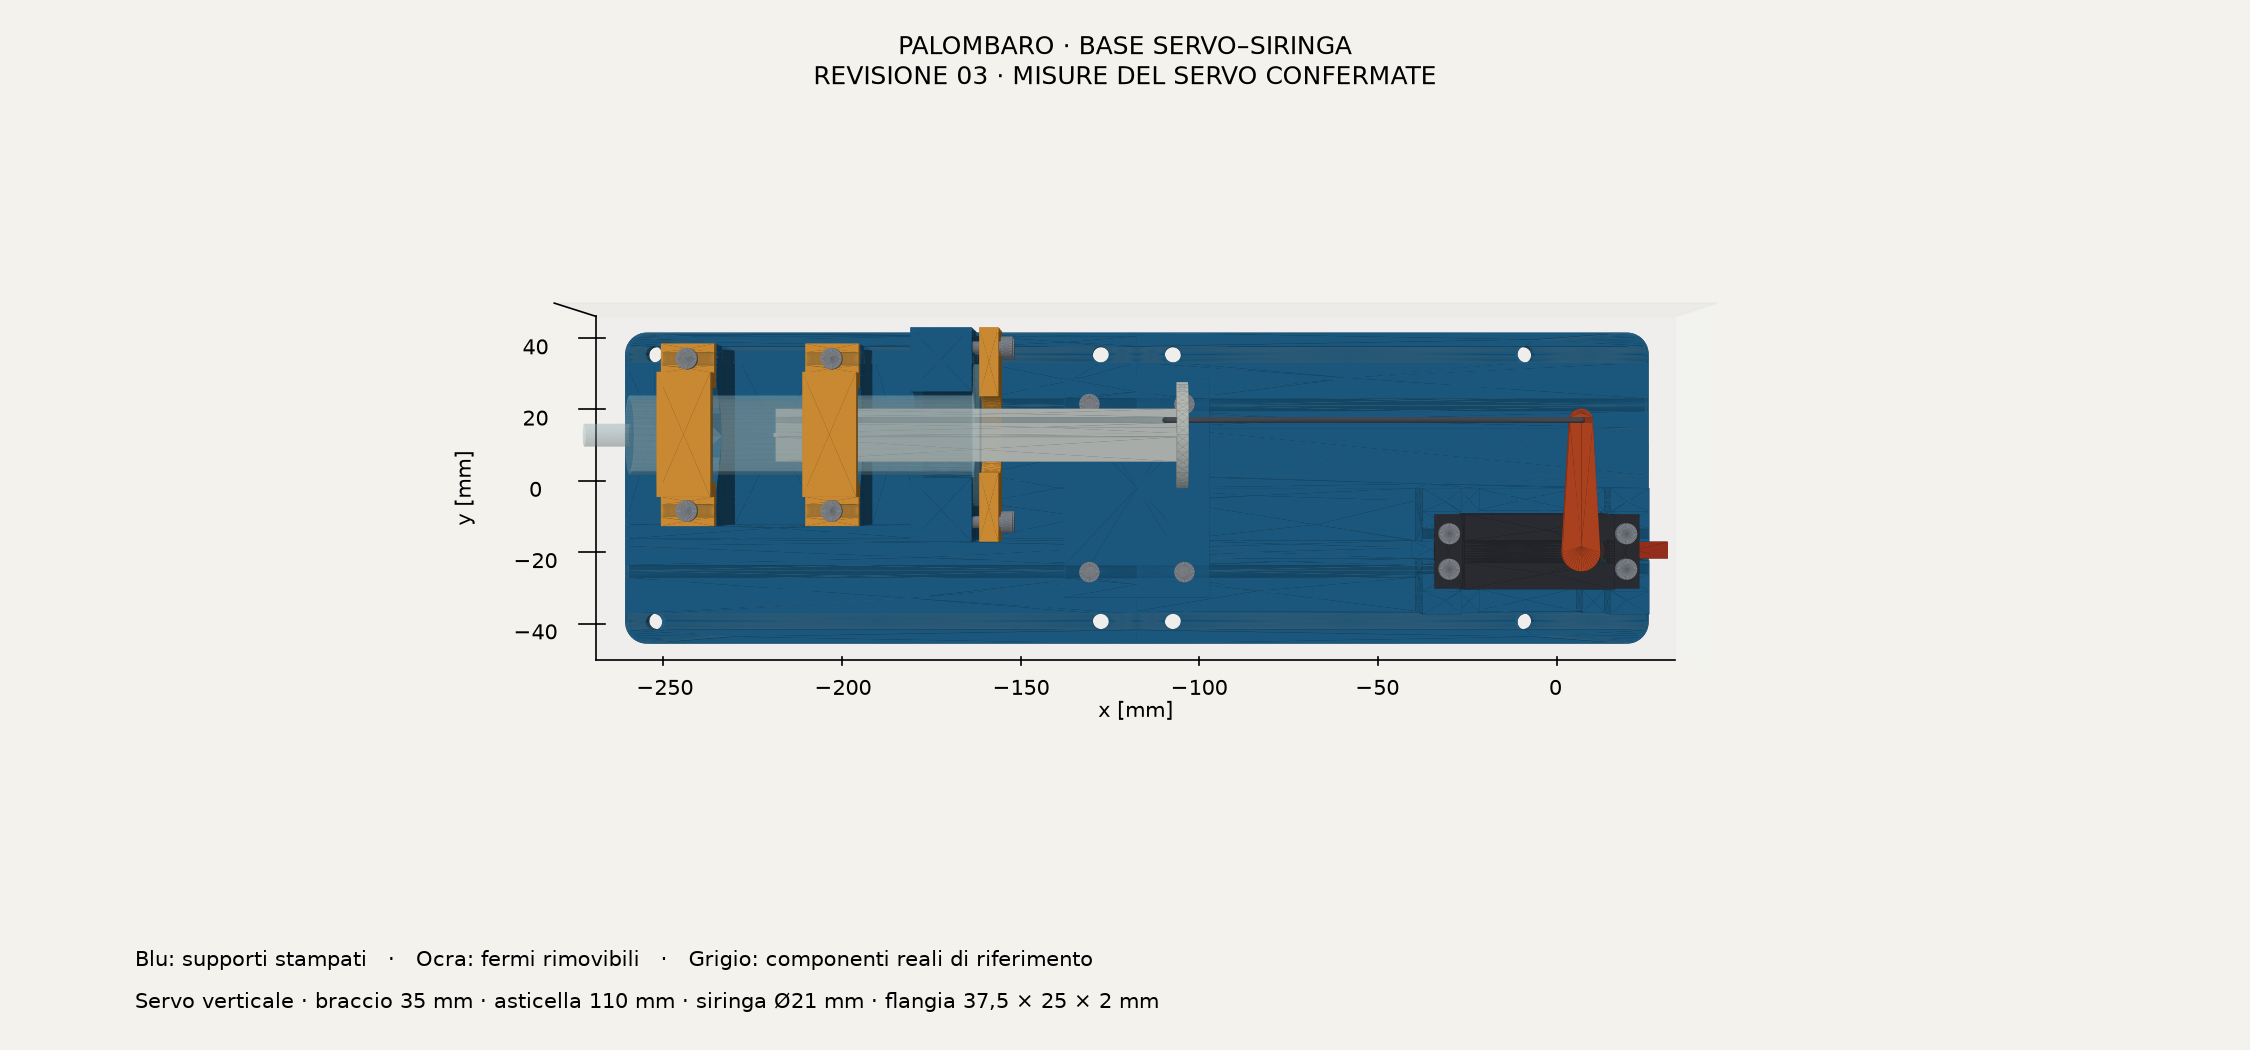 PALOMBARO · BASE SERVO–SIRINGA
REVISIONE 03 · MISURE DEL SERVO CONFERMATE
40
20
0
−20
−40
y [mm]
−250 −200 −150 −100 −50 0
x [mm]
Blu: supporti stampati · Ocra: fermi rimovibili · Grigio: componenti reali di riferimento
Servo verticale · braccio 35 mm · asticella 110 mm · siringa Ø21 mm · flangia 37,5 × 25 × 2 mm